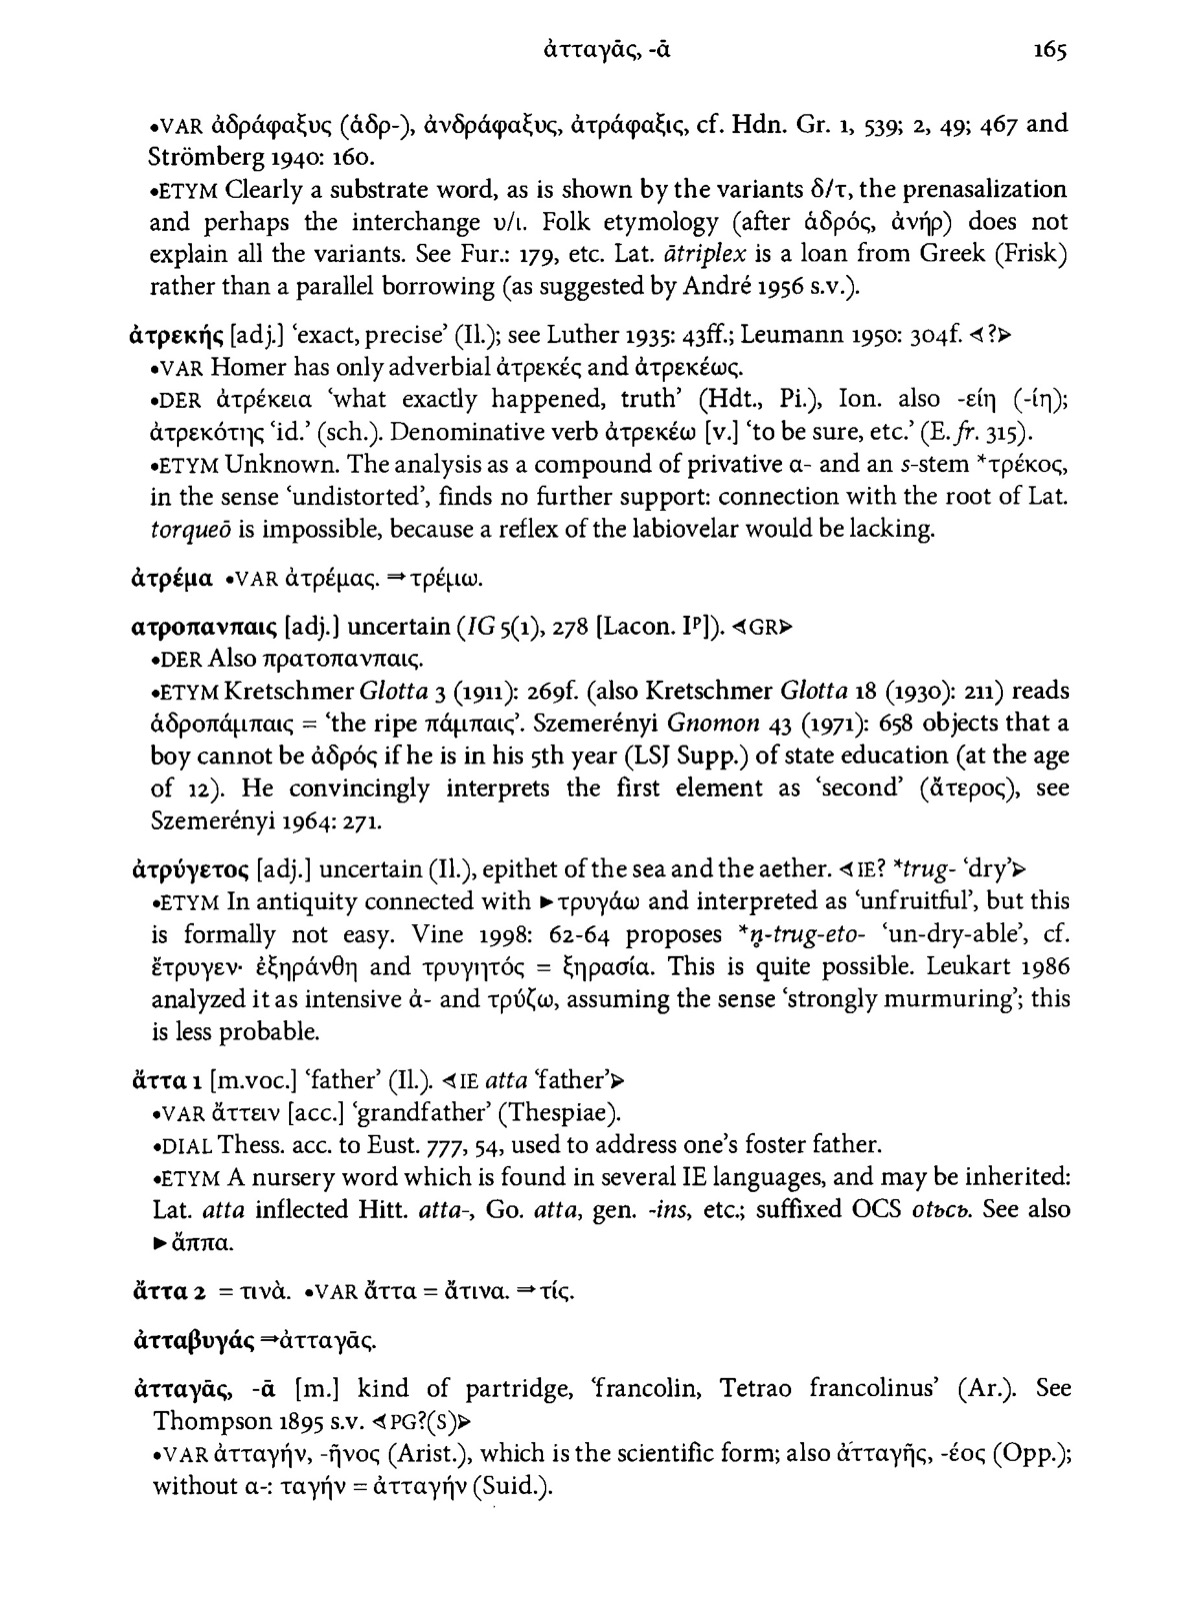 ἀτταγᾶς, -ᾶ 165
•VAR ἀδράφαξυς (ἁδρ-), ἀνδράφαξυς, ἀτράφαξις, cf. Hdn. Gr. 1, 539; 2, 49; 467 and
Strömberg 1940: 160.
•ETYM Clearly a substrate word, as is shown by the variants δ/τ, the prenasalization
and perhaps the interchange υ/ι. Folk etymology (after ἁδρός, ἀνήρ) does not
explain all the variants. See Fur.: 179, etc. Lat. ātriplex is a loan from Greek (Frisk)
rather than a parallel borrowing (as suggested by André 1956 s.v.).
ἀτρεκής [adj.] ‘exact, precise’ (Il.); see Luther 1935: 43ff.; Leumann 1950: 304f. ⊲?⊳
•VAR Homer has only adverbial ἀτρεκές and ἀτρεκέως.
•DER ἀτρέκεια ‘what exactly happened, truth’ (Hdt., Pi.), Ion. also -είη (-ίη);
ἀτρεκότης ‘id.’ (sch.). Denominative verb ἀτρεκέω [v.] ‘to be sure, etc.’ (E. fr. 315).
•ETYM Unknown. The analysis as a compound of privative α- and an s-stem *τρέκος,
in the sense ‘undistorted’, finds no further support: connection with the root of Lat.
torqueō is impossible, because a reflex of the labiovelar would be lacking.
ἀτρέμα •VAR ἀτρέμας. ⇒τρέμω.
ατροπανπαις [adj.] uncertain (IG 5(1), 278 [Lacon. Iᴾ]). ⊲GR⊳
•DER Also πρατοπανπαις.
•ETYM Kretschmer Glotta 3 (1911): 269f. (also Kretschmer Glotta 18 (1930): 211) reads
ἁδροπάμπαις = ‘the ripe πάμπαις’. Szemerényi Gnomon 43 (1971): 658 objects that a
boy cannot be ἁδρός if he is in his 5th year (LSJ Supp.) of state education (at the age
of 12). He convincingly interprets the first element as ‘second’ (ἅτερος), see
Szemerényi 1964: 271.
ἀτρύγετος [adj.] uncertain (Il.), epithet of the sea and the aether. ⊲IE? *trug- ‘dry’⊳
•ETYM In antiquity connected with ►τρυγάω and interpreted as ‘unfruitful’, but this
is formally not easy. Vine 1998: 62-64 proposes *n̥-trug-eto- ‘un-dry-able’, cf.
ἔτρυγεν· ἐξηράνθη and τρυγητός = ξηρασία. This is quite possible. Leukart 1986
analyzed it as intensive ἀ- and τρύζω, assuming the sense ‘strongly murmuring’; this
is less probable.
ἄττα 1 [m.voc.] ‘father’ (Il.). ⊲IE atta ‘father’⊳
•VAR ἄττειν [acc.] ‘grandfather’ (Thespiae).
•DIAL Thess. acc. to Eust. 777, 54, used to address one’s foster father.
•ETYM A nursery word which is found in several IE languages, and may be inherited:
Lat. atta inflected Hitt. atta-, Go. atta, gen. -ins, etc.; suffixed OCS otьcь. See also
►ἄππα.
ἄττα 2 = τινὰ. •VAR ἅττα = ἅτινα. ⇒τίς.
ἀτταβυγάς ⇒ἀτταγᾶς.
ἀτταγᾶς, -ᾶ [m.] kind of partridge, ‘francolin, Tetrao francolinus’ (Ar.). See
Thompson 1895 s.v. ⊲PG?(S)⊳
•VAR ἀτταγήν, -ῆνος (Arist.), which is the scientific form; also ἀτταγῆς, -έος (Opp.);
without α-: ταγήν = ἀτταγήν (Suid.).